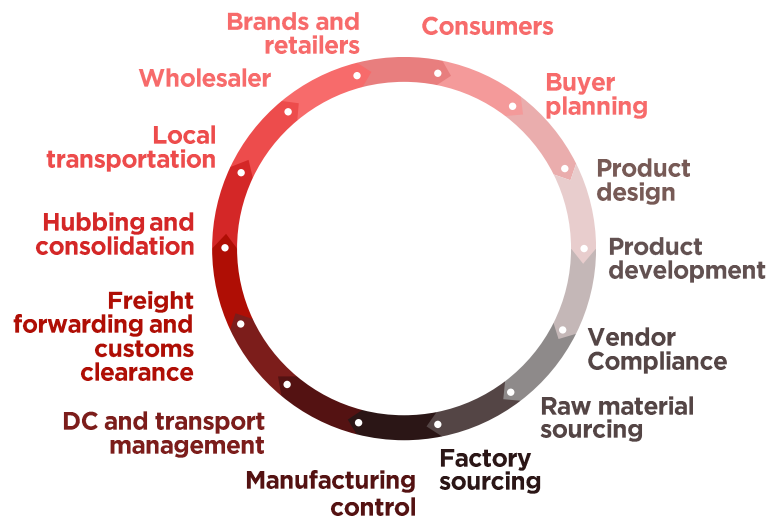 Consumers
Buyer
planning
Product
design
Product
development
Vendor
Compliance
Raw material
sourcing
Factory
sourcing
Manufacturing
control
DC and transport
management
Freight
forwarding and
customs
clearance
Hubbing and
consolidation
Local
transportation
Wholesaler
Brands and
retailers